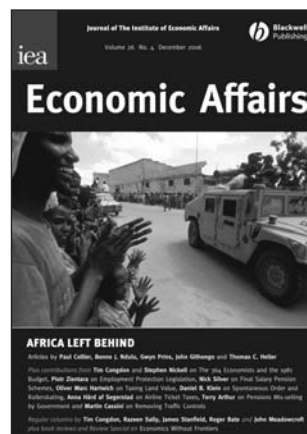 iea
Journal of The Institute of Economic Affairs
Volume 26 No. 4 December 2006
Blackwell
Publishing
Economic Affairs
AFRICA LEFT BEHIND
Articles by Paul Collier, Benno J. Ndulu, Gwyn Prins, John Githongo and Thomas C. Heller
Plus contributions from Tim Congdon and Stephen Nickell on The 364 Economists and the 1981
Budget, Piotr Zientara on Employment Protection Legislation, Nick Silver on Final Salary Pension
Schemes, Oliver Marc Hartwich on Taxing Land Value, Daniel B. Klein on Spontaneous Order and
Rollerskating, Anna Hård af Segerstad on Airline Ticket Taxes, Terry Arthur on Pensions Mis-selling
by Government and Martin Cassini on Removing Traffic Controls
Regular columns by Tim Congdon, Razeen Sally, James Stanfield, Roger Bate and John Meadowcroft
plus book reviews and Review Special on Economics Without Frontiers